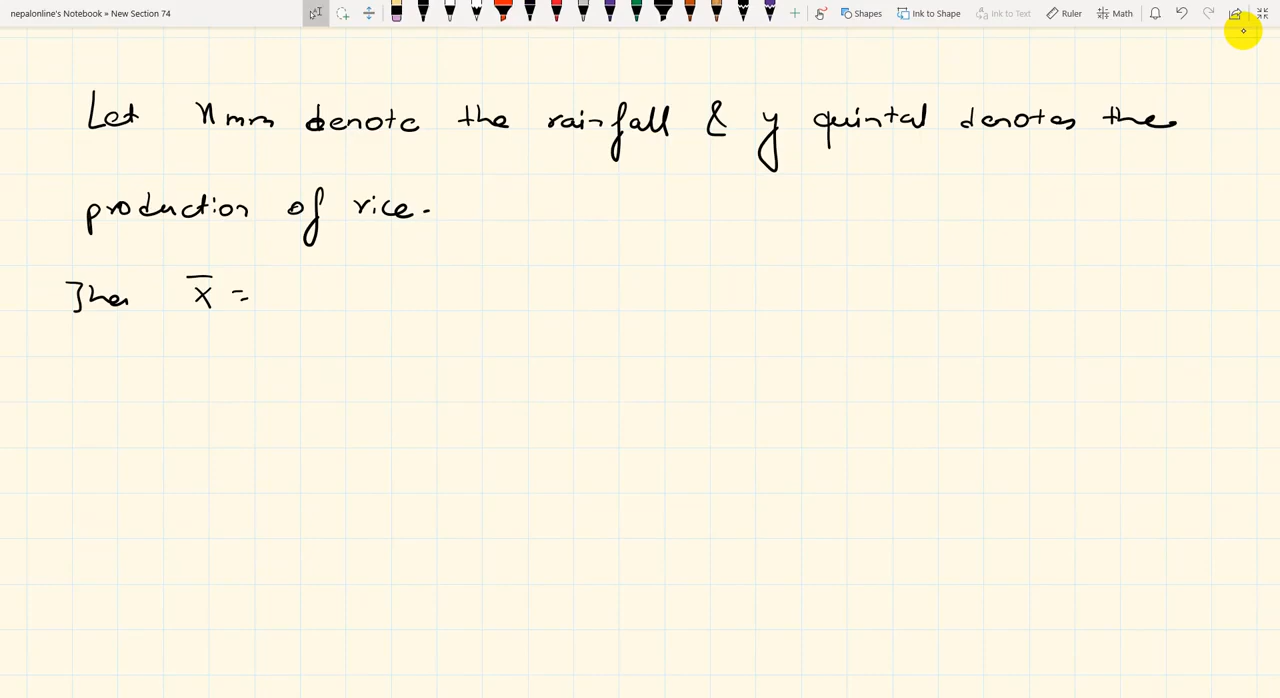 nepalonline's Notebook » New Section 74
Shapes Ink to Shape Ink to Text Ruler Math
Let x mm denote the rainfall & y quintal denotes the
production of rice.
Then x̅ =